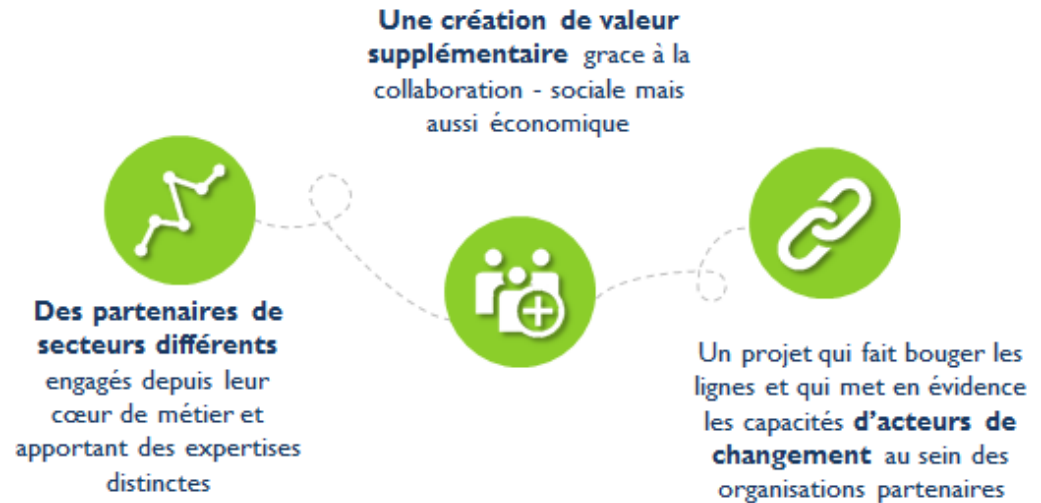 Une création de valeur
supplémentaire grace à la
collaboration - sociale mais
aussi économique
Des partenaires de
secteurs différents
engagés depuis leur
cœur de métier et
apportant des expertises
distinctes
Un projet qui fait bouger les
lignes et qui met en évidence
les capacités d'acteurs de
changement au sein des
organisations partenaires